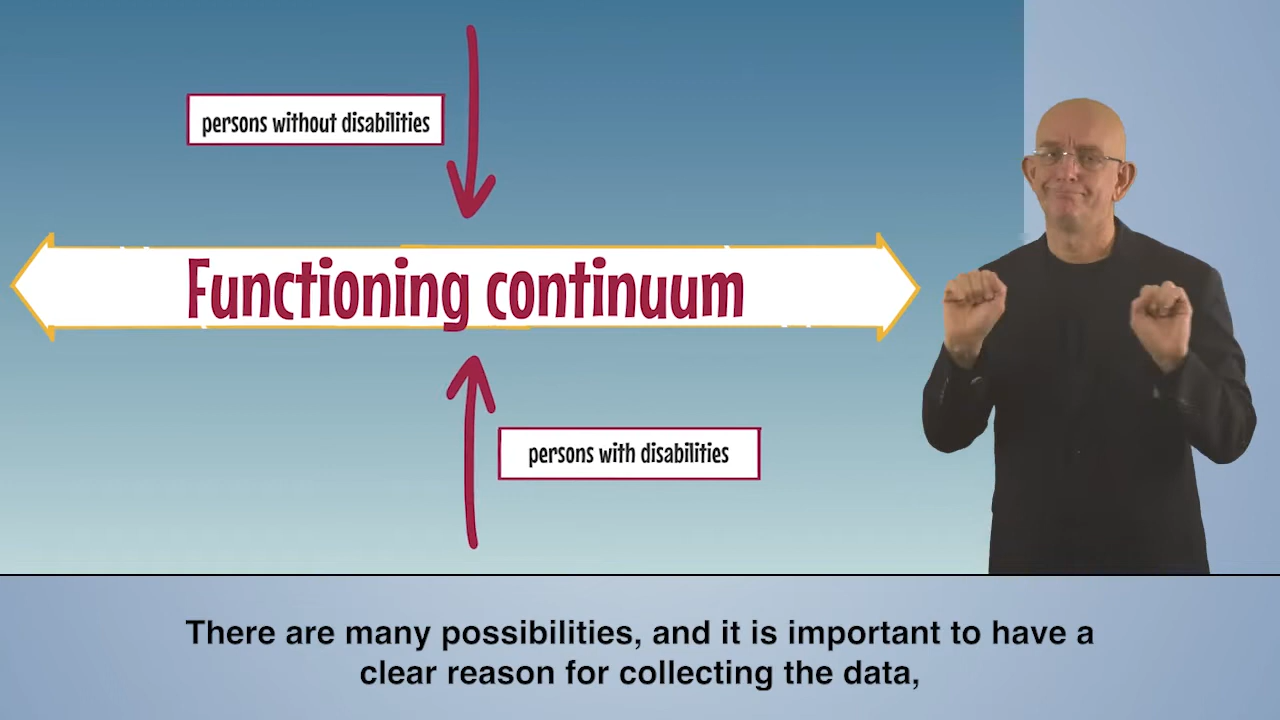 persons without disabilities
Functioning continuum
persons with disabilities
There are many possibilities, and it is important to have a
clear reason for collecting the data,